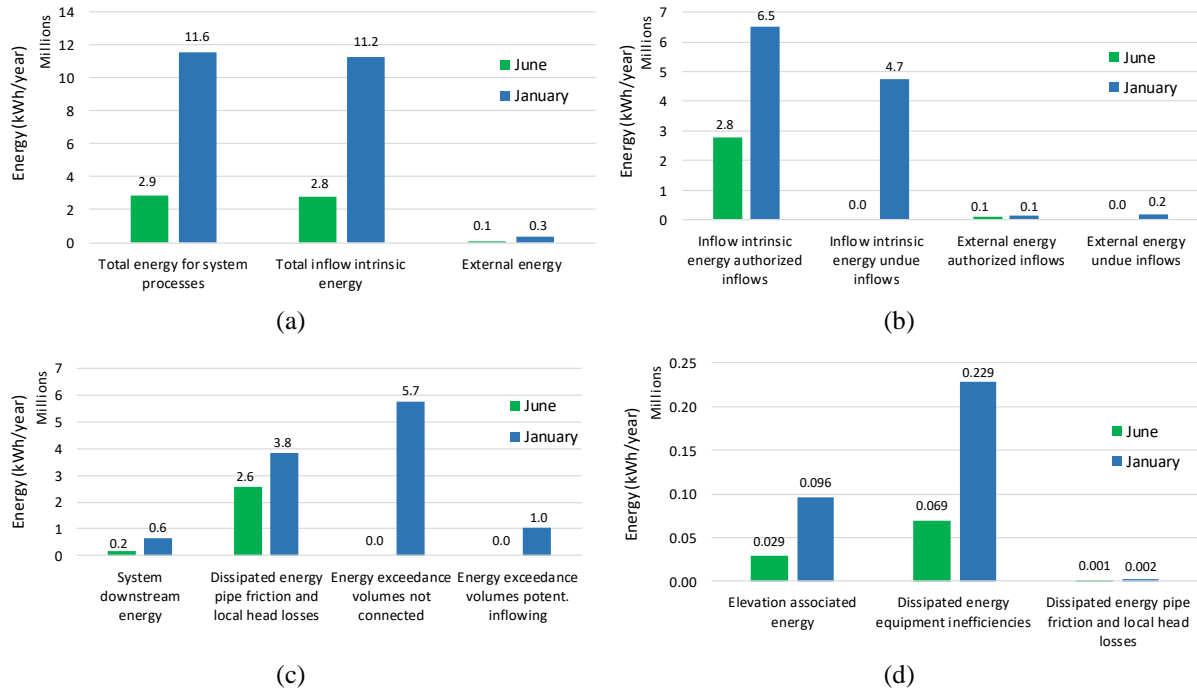 14
12
10
8
6
4
2
0
Energy (kWh/year)
Millions
2.9
11.6
2.8
11.2
0.1
0.3
June
January
Total energy for system
processes
Total inflow intrinsic
energy
External energy
(a)
7
6
5
4
3
2
1
0
Energy (kWh/year)
Millions
2.8
6.5
0.0
4.7
0.1
0.1
0.0
0.2
June
January
Inflow intrinsic
energy authorized
inflows
Inflow intrinsic
energy undue
inflows
External energy
authorized inflows
External energy
undue inflows
(b)
7
6
5
4
3
2
1
0
Energy (kWh/year)
Millions
0.2
0.6
2.6
3.8
0.0
5.7
0.0
1.0
June
January
System
downstream
energy
Dissipated energy
pipe friction and
local head losses
Energy exceedance
volumes not
connected
Energy exceedance
volumes potent.
inflowing
(c)
0.25
0.20
0.15
0.10
0.05
0.00
Energy (kWh/year)
Millions
0.029
0.096
0.069
0.229
0.001
0.002
June
January
Elevation associated
energy
Dissipated energy
equipment inefficiencies
Dissipated energy pipe
friction and local head
losses
(d)